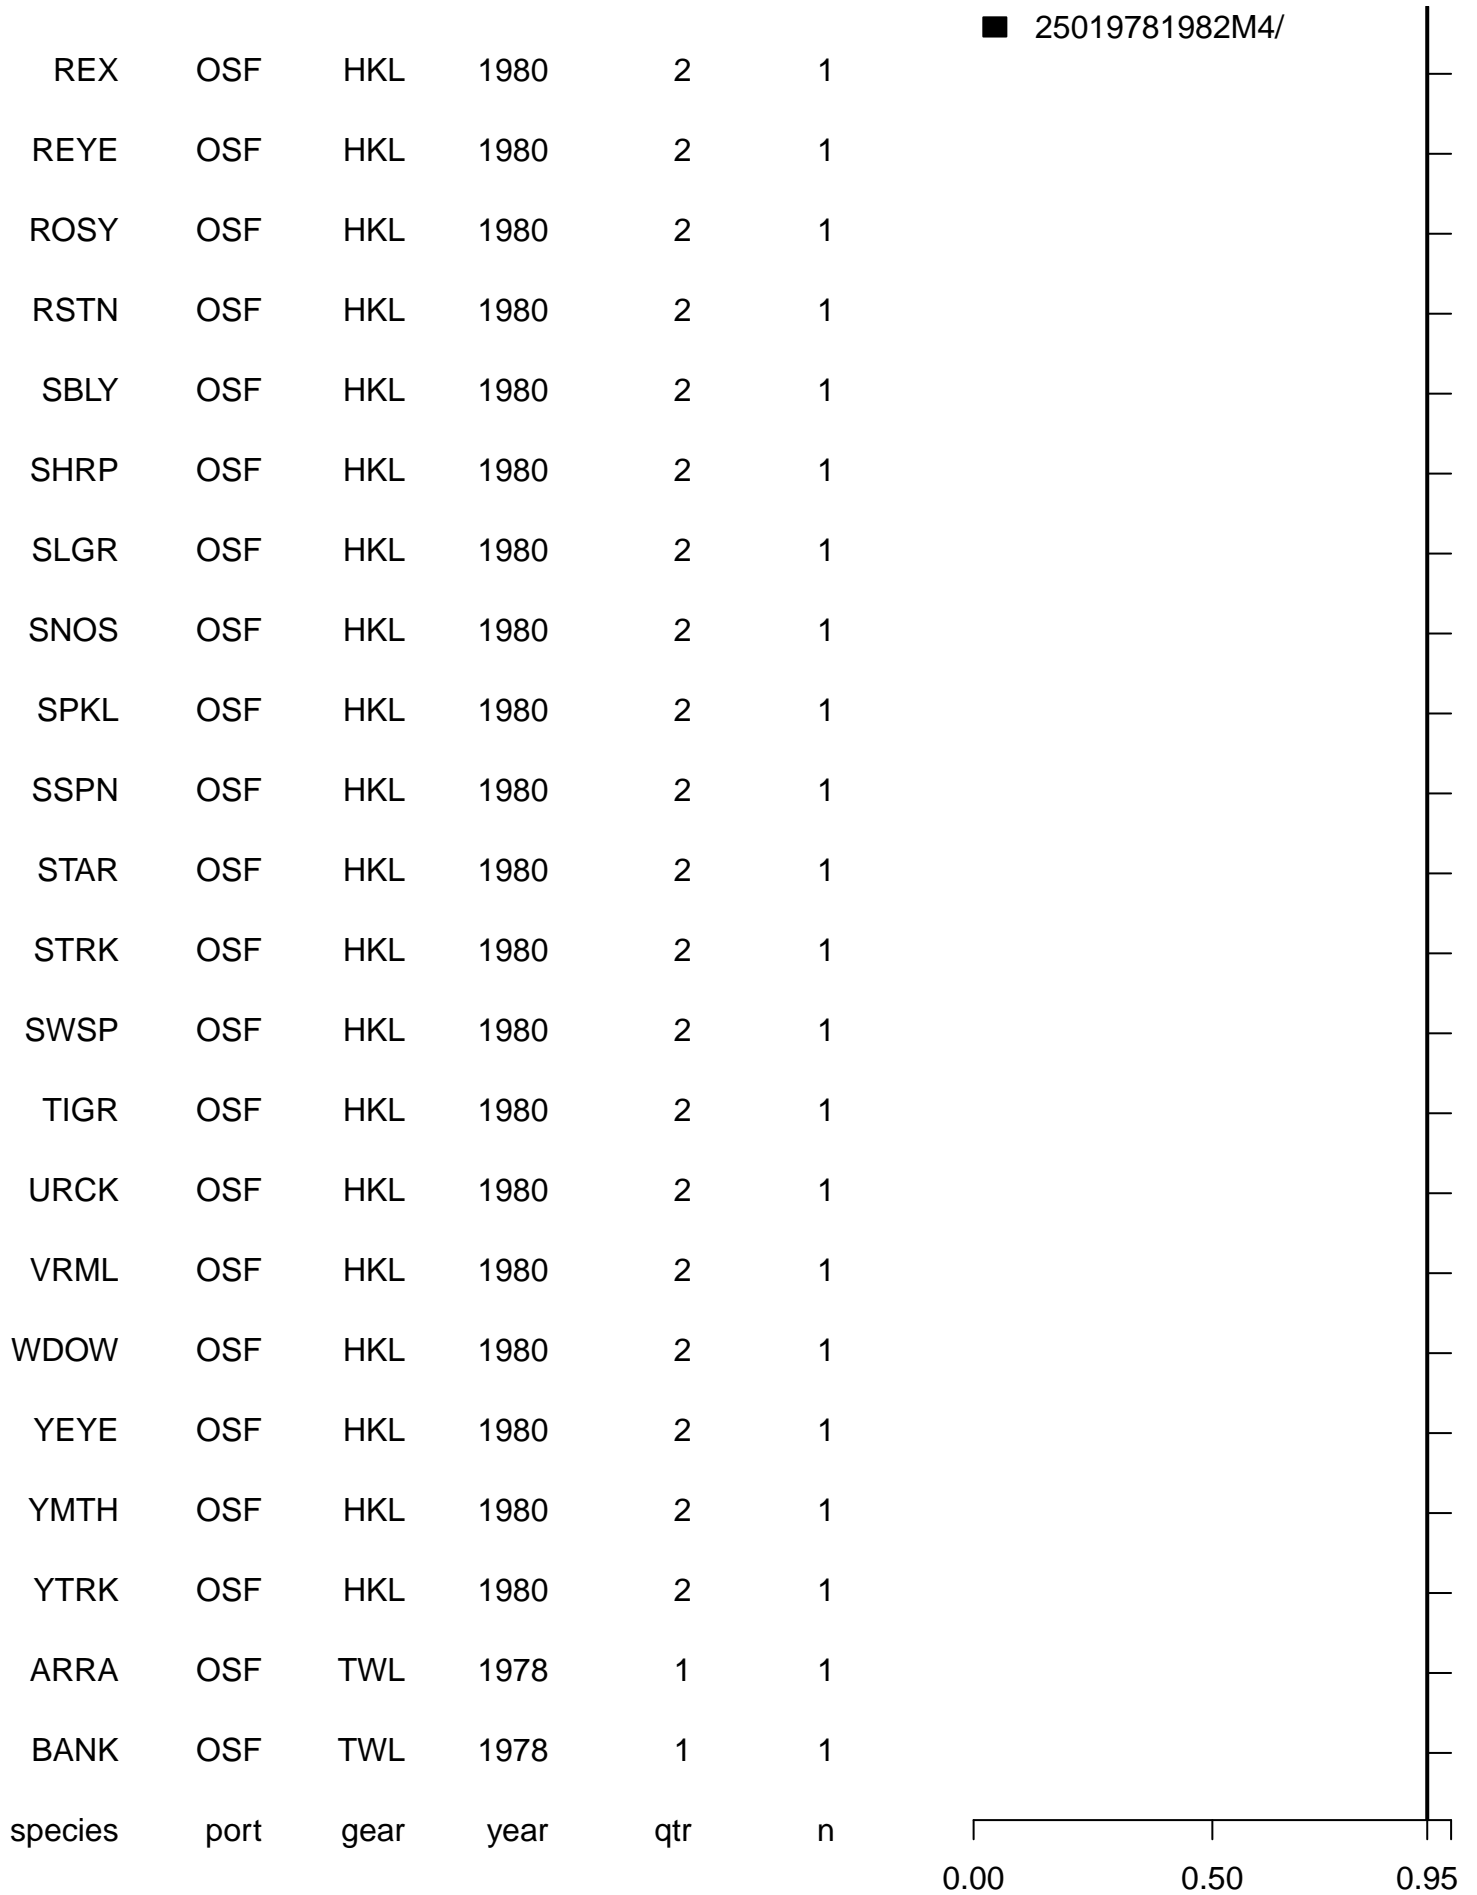 25019781982M4/
REX OSF HKL 1980 2 1
REYE OSF HKL 1980 2 1
ROSY OSF HKL 1980 2 1
RSTN OSF HKL 1980 2 1
SBLY OSF HKL 1980 2 1
SHRP OSF HKL 1980 2 1
SLGR OSF HKL 1980 2 1
SNOS OSF HKL 1980 2 1
SPKL OSF HKL 1980 2 1
SSPN OSF HKL 1980 2 1
STAR OSF HKL 1980 2 1
STRK OSF HKL 1980 2 1
SWSP OSF HKL 1980 2 1
TIGR OSF HKL 1980 2 1
URCK OSF HKL 1980 2 1
VRML OSF HKL 1980 2 1
WDOW OSF HKL 1980 2 1
YEYE OSF HKL 1980 2 1
YMTH OSF HKL 1980 2 1
YTRK OSF HKL 1980 2 1
ARRA OSF TWL 1978 1 1
BANK OSF TWL 1978 1 1
species port gear year qtr n
0.00 0.50 0.95